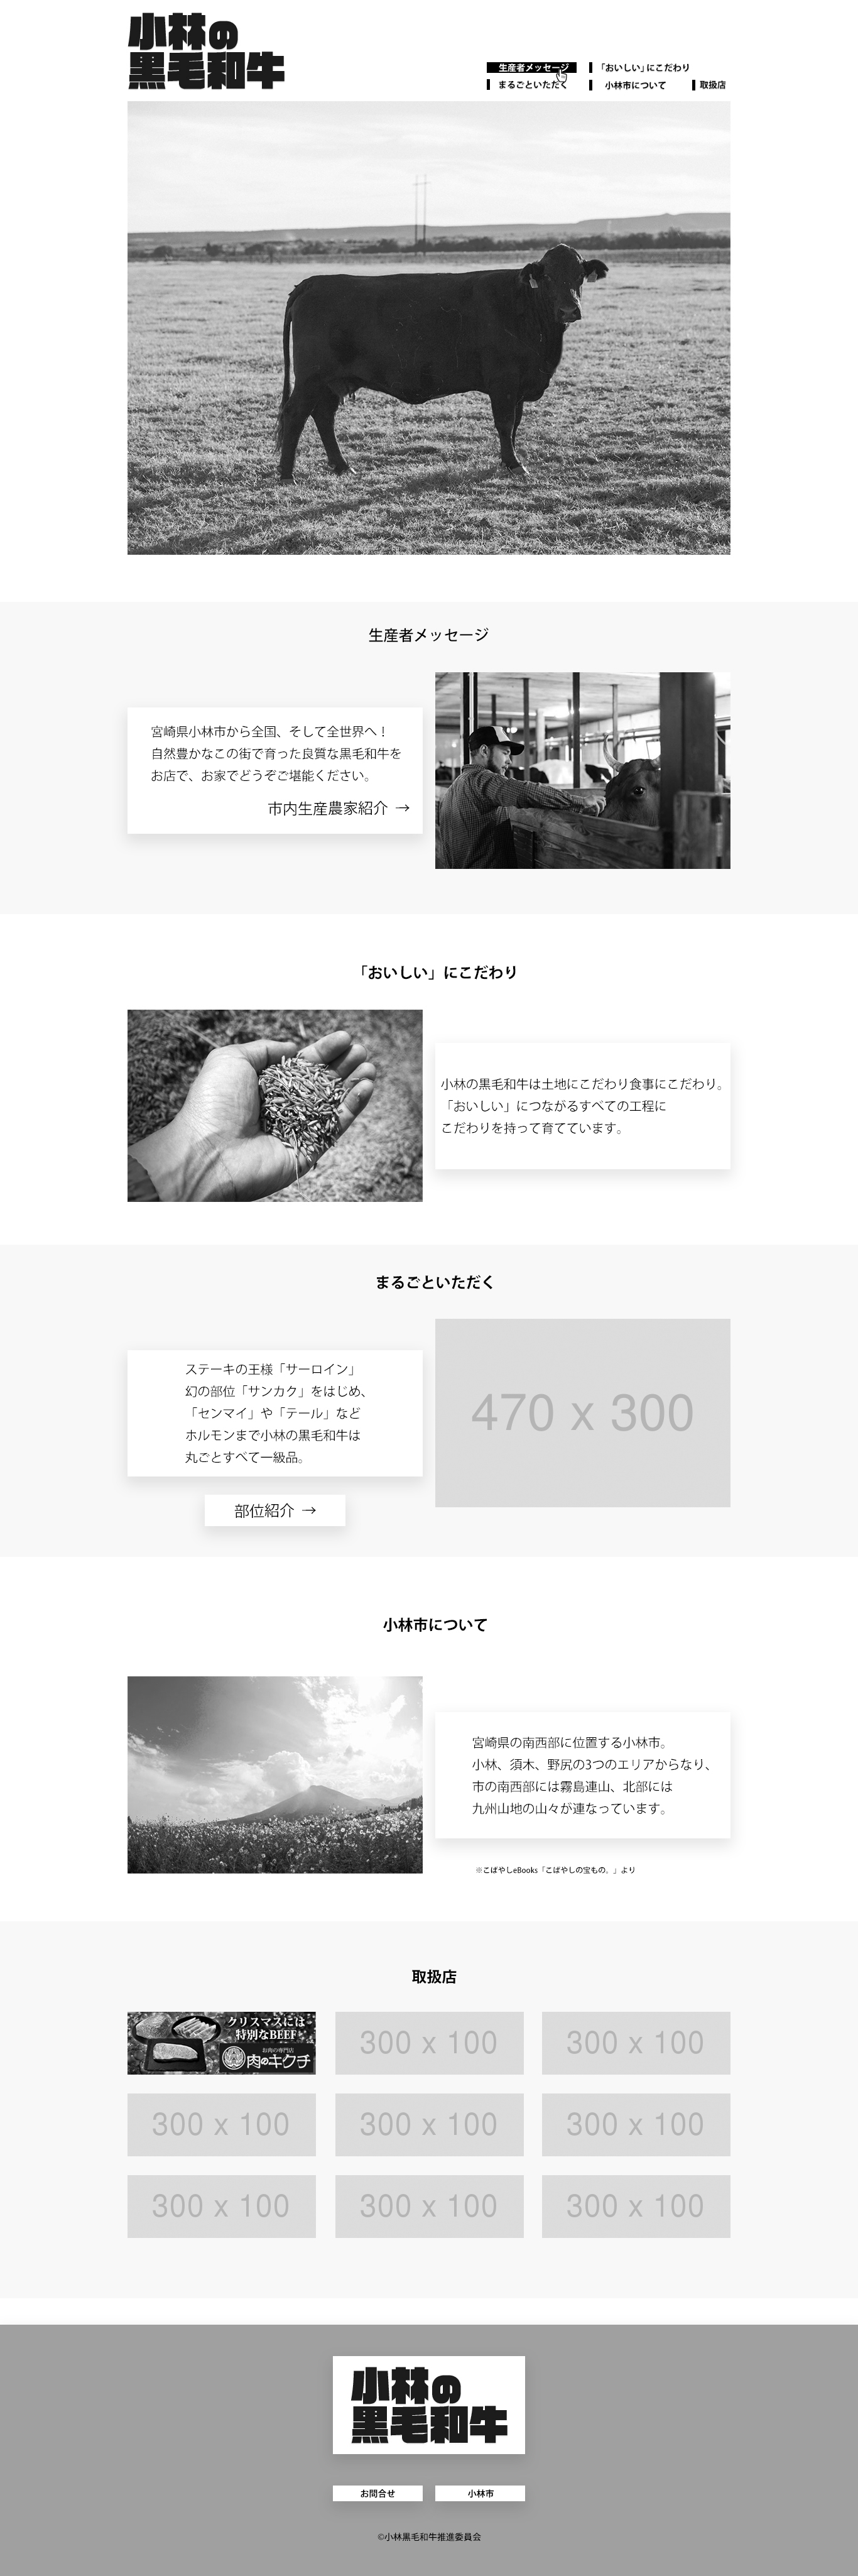 小林の
黒毛和牛
生産者メッセージ
「おいしい」にこだわり
まるごといただく
小林市について
取扱店
生産者メッセージ
宮崎県小林市から全国、そして全世界へ！
自然豊かなこの街で育った良質な黒毛和牛を
お店で、お家でどうぞご堪能ください。
市内生産農家紹介 →
「おいしい」にこだわり
小林の黒毛和牛は土地にこだわり食事にこだわり。
「おいしい」につながるすべての工程に
こだわりを持って育てています。
まるごといただく
ステーキの王様「サーロイン」
幻の部位「サンカク」をはじめ、
「センマイ」や「テール」など
ホルモンまで小林の黒毛和牛は
丸ごとすべて一級品。
470 x 300
部位紹介 →
小林市について
宮崎県の南西部に位置する小林市。
小林、須木、野尻の3つのエリアからなり、
市の南西部には霧島連山、北部には
九州山地の山々が連なっています。
※こばやしeBooks「こばやしの宝もの。」より
取扱店
クリスマスには
特別なBEEF
お肉の専門店
肉のキクチ
300 x 100
300 x 100
300 x 100
300 x 100
300 x 100
300 x 100
300 x 100
300 x 100
小林の
黒毛和牛
お問合せ
小林市
©小林黒毛和牛推進委員会